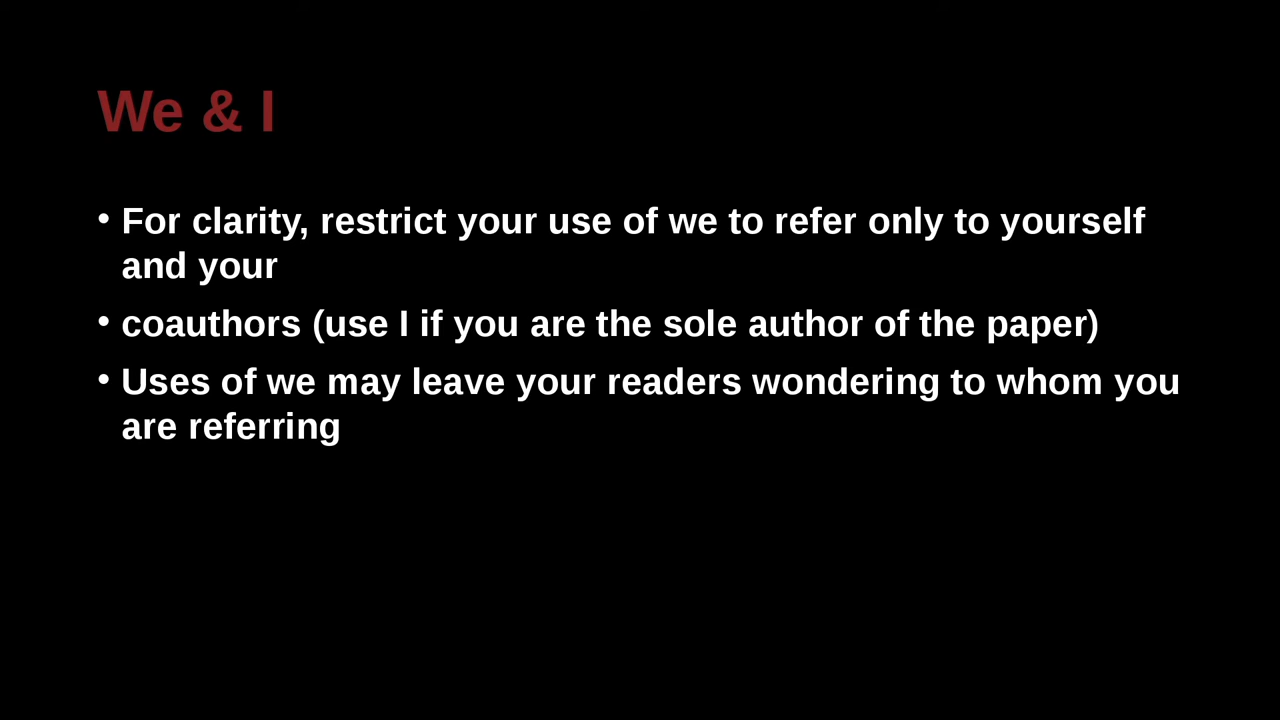 We & I
• For clarity, restrict your use of we to refer only to yourself
and your
• coauthors (use I if you are the sole author of the paper)
• Uses of we may leave your readers wondering to whom you
are referring